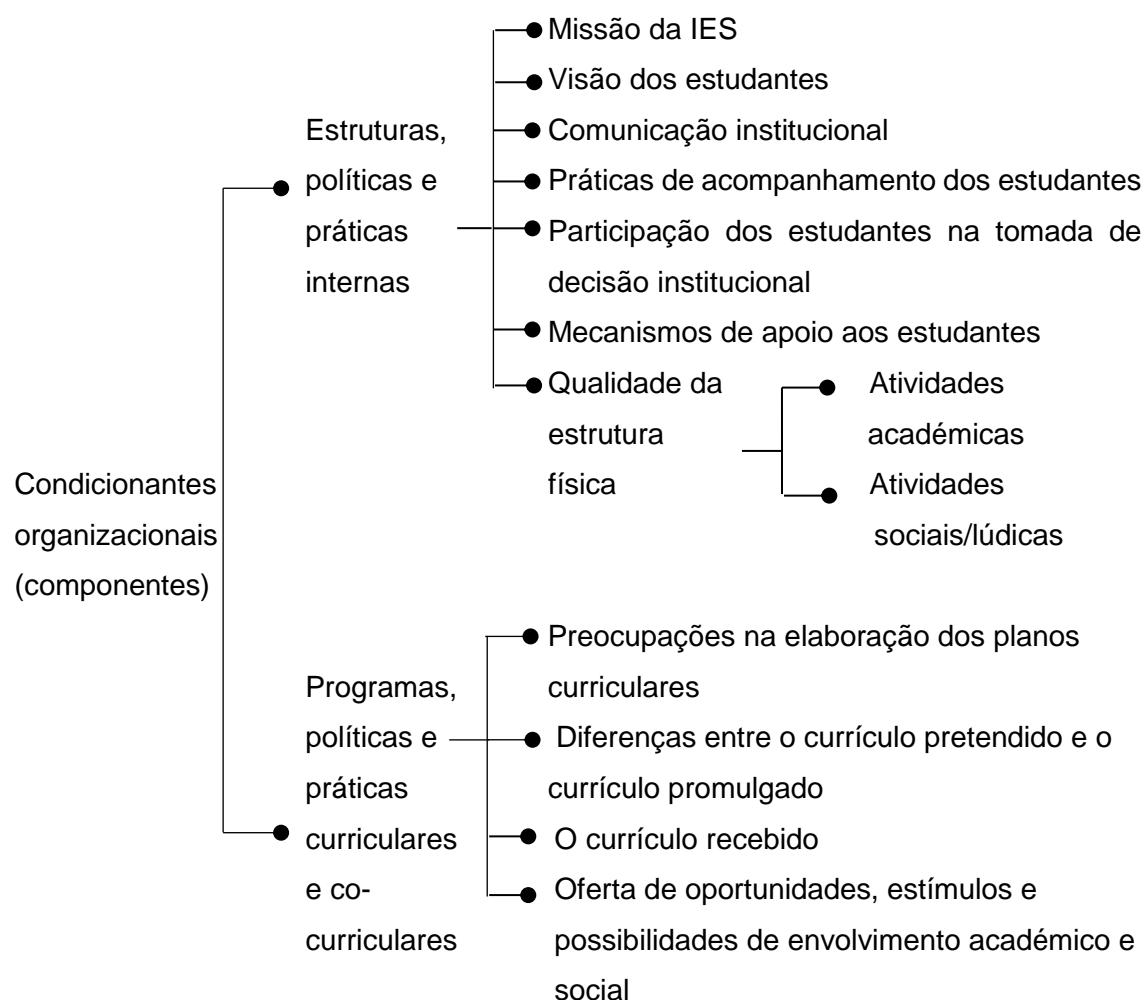 Condicionantes
organizacionais
(componentes)
Estruturas,
políticas e
práticas
internas
Missão da IES
Visão dos estudantes
Comunicação institucional
Práticas de acompanhamento dos estudantes
Participação dos estudantes na tomada de
decisão institucional
Mecanismos de apoio aos estudantes
Qualidade da
estrutura
física
Atividades
académicas
Atividades
sociais/lúdicas
Programas,
políticas e
práticas
curriculares
e co-
curriculares
Preocupações na elaboração dos planos
curriculares
Diferenças entre o currículo pretendido e o
currículo promulgado
O currículo recebido
Oferta de oportunidades, estímulos e
possibilidades de envolvimento académico e
social